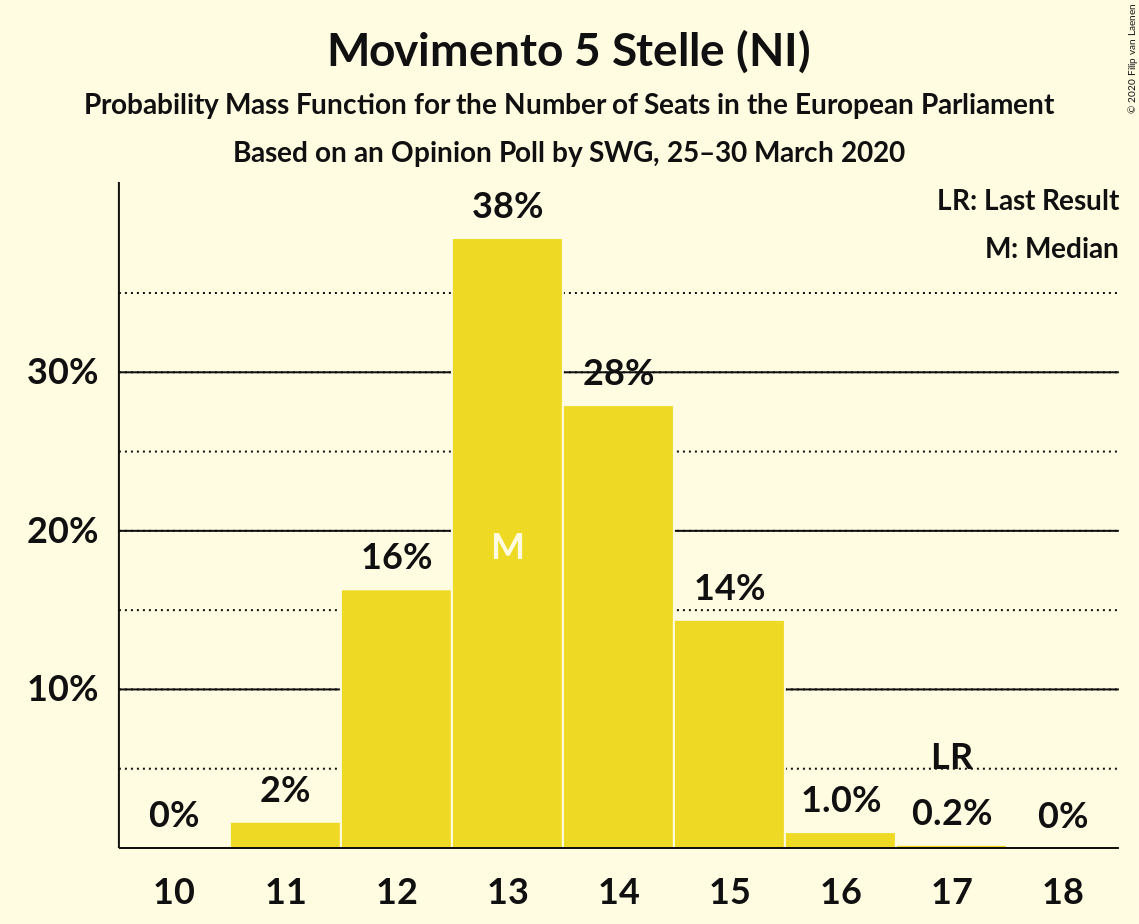 Movimento 5 Stelle (NI)
Probability Mass Function for the Number of Seats in the European Parliament
Based on an Opinion Poll by SWG, 25–30 March 2020
© 2020 Filip van Laenen
LR: Last Result
M: Median
38%
30%
28%
20%
16%
M
14%
10%
LR
0%
2%
1.0%
0.2%
0%
10 11 12 13 14 15 16 17 18